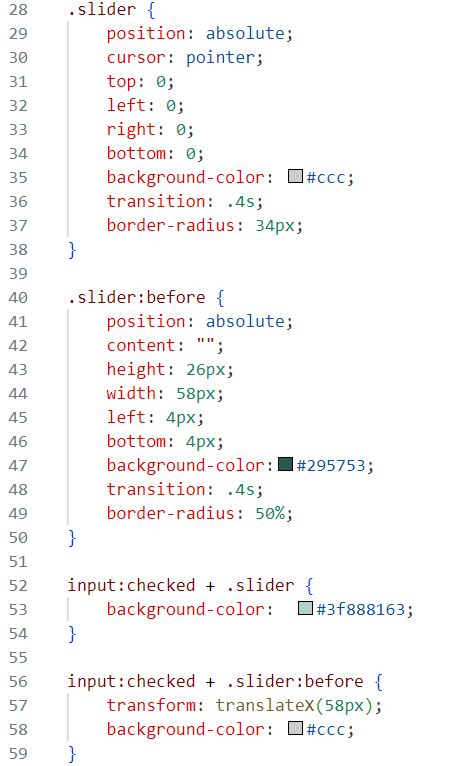 28 .slider {
29     position: absolute;
30     cursor: pointer;
31     top: 0;
32     left: 0;
33     right: 0;
34     bottom: 0;
35     background-color: #ccc;
36     transition: .4s;
37     border-radius: 34px;
38 }
39
40 .slider:before {
41     position: absolute;
42     content: "";
43     height: 26px;
44     width: 58px;
45     left: 4px;
46     bottom: 4px;
47     background-color: #295753;
48     transition: .4s;
49     border-radius: 50%;
50 }
51
52 input:checked + .slider {
53     background-color:  #3f888163;
54 }
55
56 input:checked + .slider:before {
57     transform: translateX(58px);
58     background-color: #ccc;
59 }